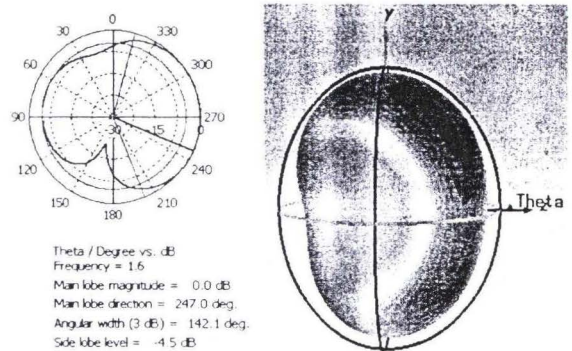 0
30
330
60
300
90
30
15
0
270
120
240
150
210
180
Theta / Degree vs. dB
Frequency = 1.6
Main lobe magnitude = 0.0 dB
Main lobe direction = 247.0 deg.
Angular width (3 dB) = 142.1 deg.
Side lobe level = -4.5 dB
y
Theta